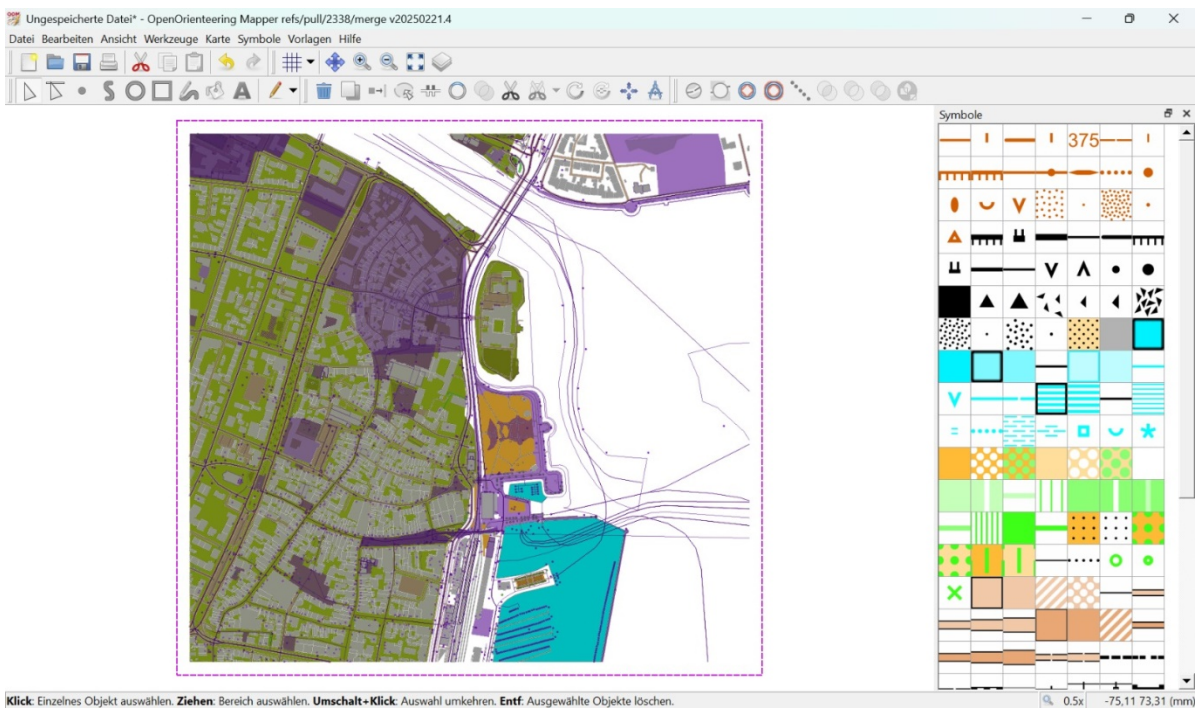 Ungespeicherte Datei* - OpenOrienteering Mapper refs/pull/2338/merge v20250221.4
Datei Bearbeiten Ansicht Werkzeuge Karte Symbole Vorlagen Hilfe
Symbole
375
Klick: Einzelnes Objekt auswählen. Ziehen: Bereich auswählen. Umschalt+Klick: Auswahl umkehren. Entf: Ausgewählte Objekte löschen.
0.5x
-75,11 73,31 (mm)